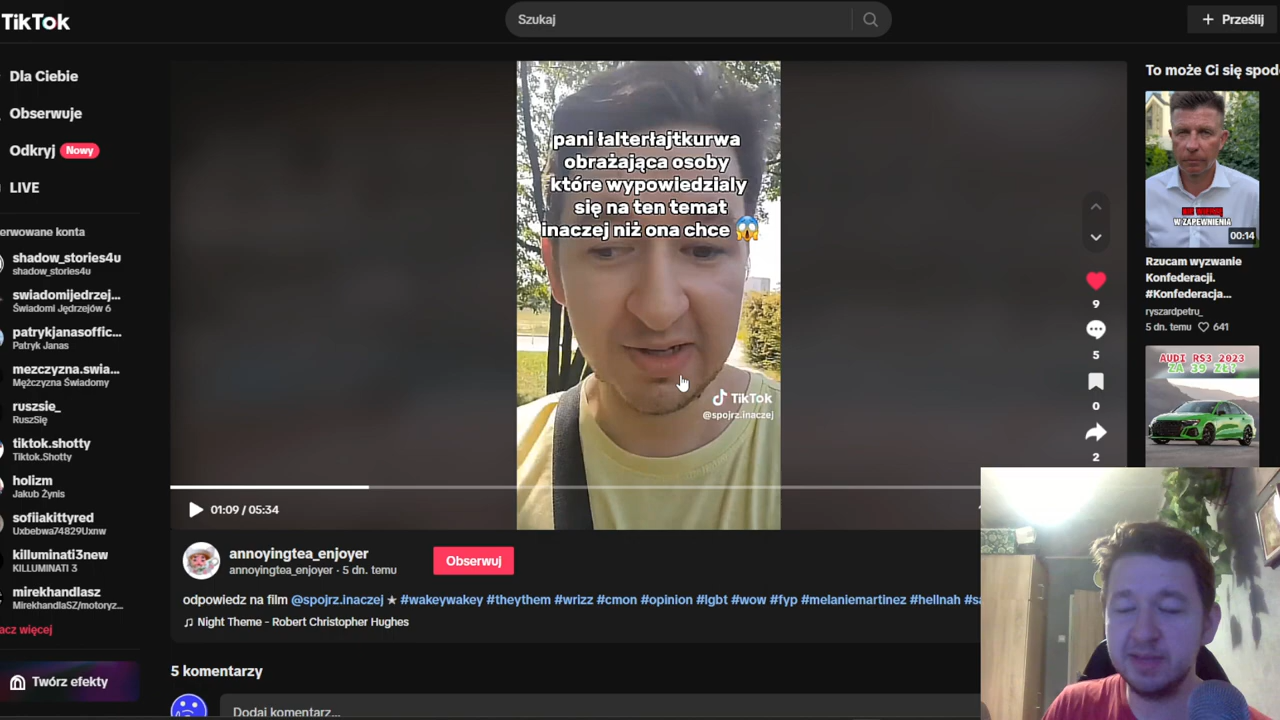 TikTok
Szukaj
Prześlij
Dla Ciebie
Obserwuje
Odkryj Nowy
LIVE
erwowane konta
shadow_stories4u
shadow_stories4u
swiadomijedrzej...
Świadomi Jędrzejów 6
patrykjanasoffic...
Patryk Janas
mezczyzna.swia...
Mężczyzna Świadomy
ruszsie_
RuszSię
tiktok.shotty
Tiktok.Shotty
holizm
Jakub Żynis
sofiiakittyred
Uxbebwa74829Uxnw
killuminati3new
KILLUMINATI 3
mirekhandlasz
MirekhandlaSZ/motoryz...
acz więcej
Twórz efekty
pani łalterłajtkurwa
obrażająca osoby
które wypowiedzialy
się na ten temat
inaczej niż ona chce 😱
TikTok
@spojrz.inaczej
01:09 / 05:34
9
5
0
2
annoyingtea_enjoyer
annoyingtea_enjoyer · 5 dn. temu
Obserwuj
odpowiedz na film @spojrz.inaczej ★ #wakeywakey #theythem #wrizz #cmon #opinion #lgbt #wow #fyp #melaniemartinez #hellnah #sa
♫ Night Theme - Robert Christopher Hughes
5 komentarzy
Dodaj komentarz...
To może Ci się spod
W ZAPEWNIENIA
00:14
Rzucam wyzwanie
Konfederacji.
#Konfederacja...
ryszardpetru_
5 dn. temu 641
AUDI RS3 2023
ZA 39 ZŁ?